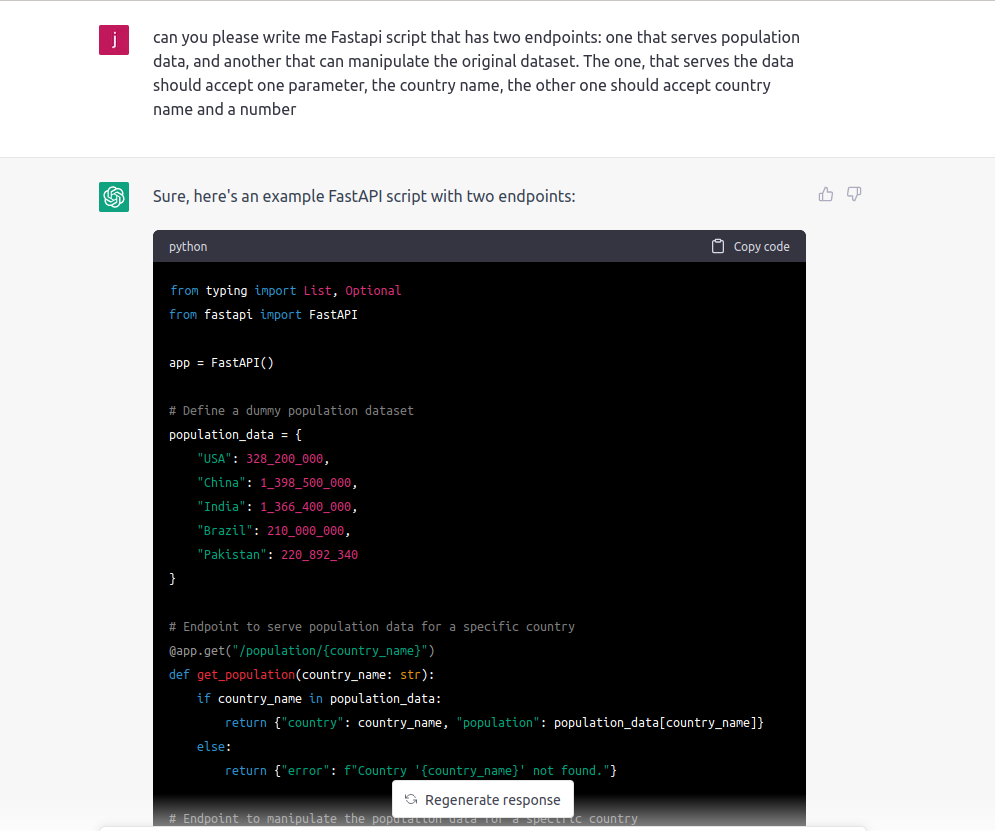 j
can you please write me Fastapi script that has two endpoints: one that serves population
data, and another that can manipulate the original dataset. The one, that serves the data
should accept one parameter, the country name, the other one should accept country
name and a number
Sure, here's an example FastAPI script with two endpoints:
python Copy code
from typing import List, Optional
from fastapi import FastAPI
app = FastAPI()
# Define a dummy population dataset
population_data = {
    "USA": 328_200_000,
    "China": 1_398_500_000,
    "India": 1_366_400_000,
    "Brazil": 210_000_000,
    "Pakistan": 220_892_340
}
# Endpoint to serve population data for a specific country
@app.get("/population/{country_name}")
def get_population(country_name: str):
    if country_name in population_data:
        return {"country": country_name, "population": population_data[country_name]}
    else:
        return {"error": f"Country '{country_name}' not found."}
Regenerate response
# Endpoint to manipulate the population data for a specific country